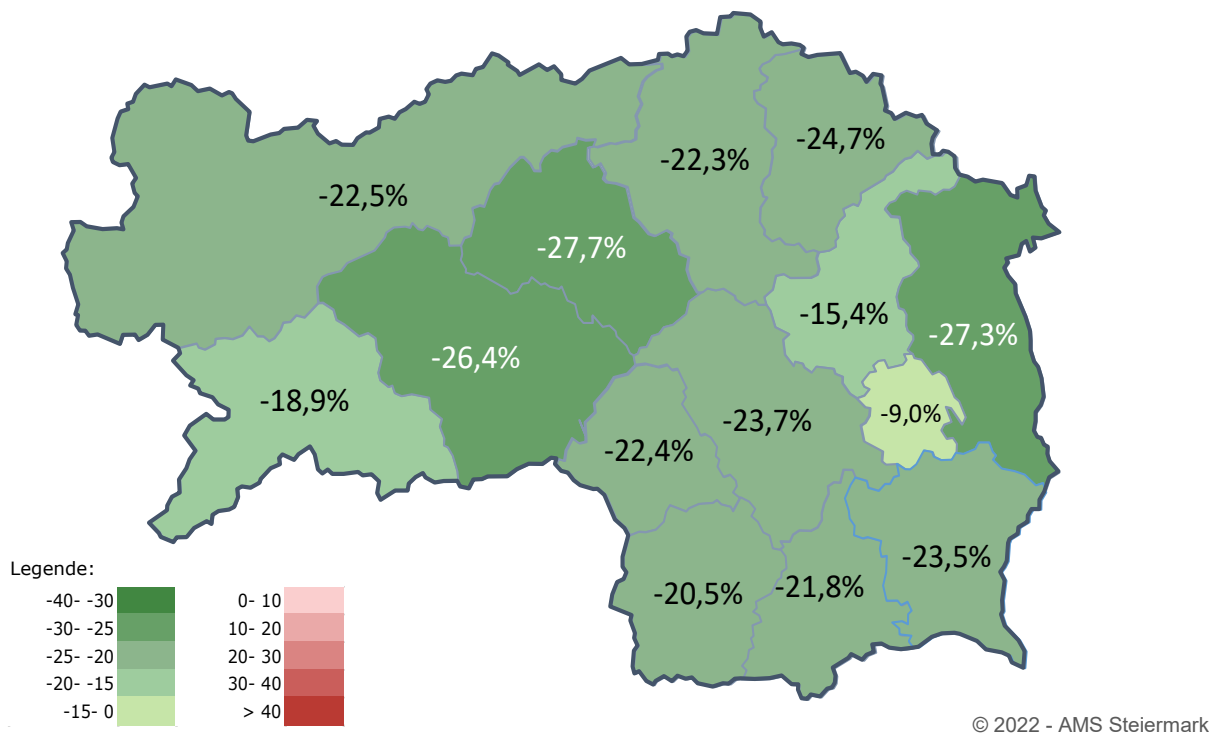 -24,7%
-22,3%
-22,5%
-27,7%
-15,4%
-27,3%
-26,4%
-18,9%
-9,0%
-23,7%
-22,4%
-23,5%
-21,8%
-20,5%
Legende:
-40- -30 0- 10
-30- -25 10- 20
-25- -20 20- 30
-20- -15 30- 40
-15- 0 > 40
© 2022 - AMS Steiermark